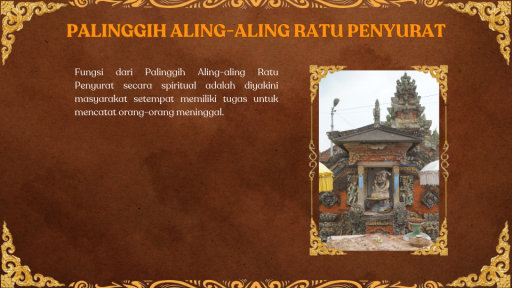 PALINGGIH ALING-ALING RATU PENYURAT
Fungsi dari Palinggih Aling-aling Ratu
Penyurat secara spiritual adalah diyakini
masyarakat setempat memiliki tugas untuk
mencatat orang-orang meninggal.